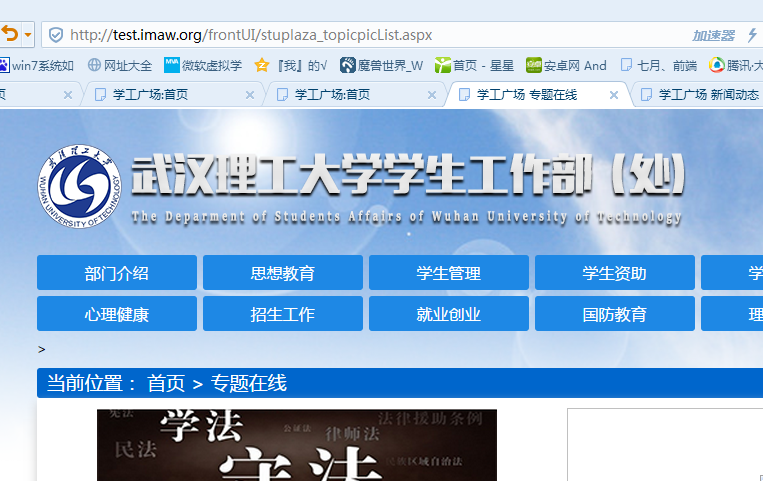 http://test.imaw.org/frontUI/stuplaza_topicpicList.aspx 加速器
win7系统如 网址大全 微软虚拟学 『我』的√ 魔兽世界_W 首页 - 星星 安卓网 And 七月、前端 腾讯·大
页 学工广场:首页 学工广场:首页 学工广场 专题在线 学工广场 新闻动态
武汉理工大学
WUHAN UNIVERSITY OF TECHNOLOGY
武汉理工大学学生工作部（处）
The Deparment of Students Affairs of Wuhan University of Technology
部门介绍 思想教育 学生管理 学生资助 学
心理健康 招生工作 就业创业 国防教育 理
>
当前位置： 首页 > 专题在线
宪法 学法 公证法 律师法 法律援助条例
民法 守法 民族区域自治法